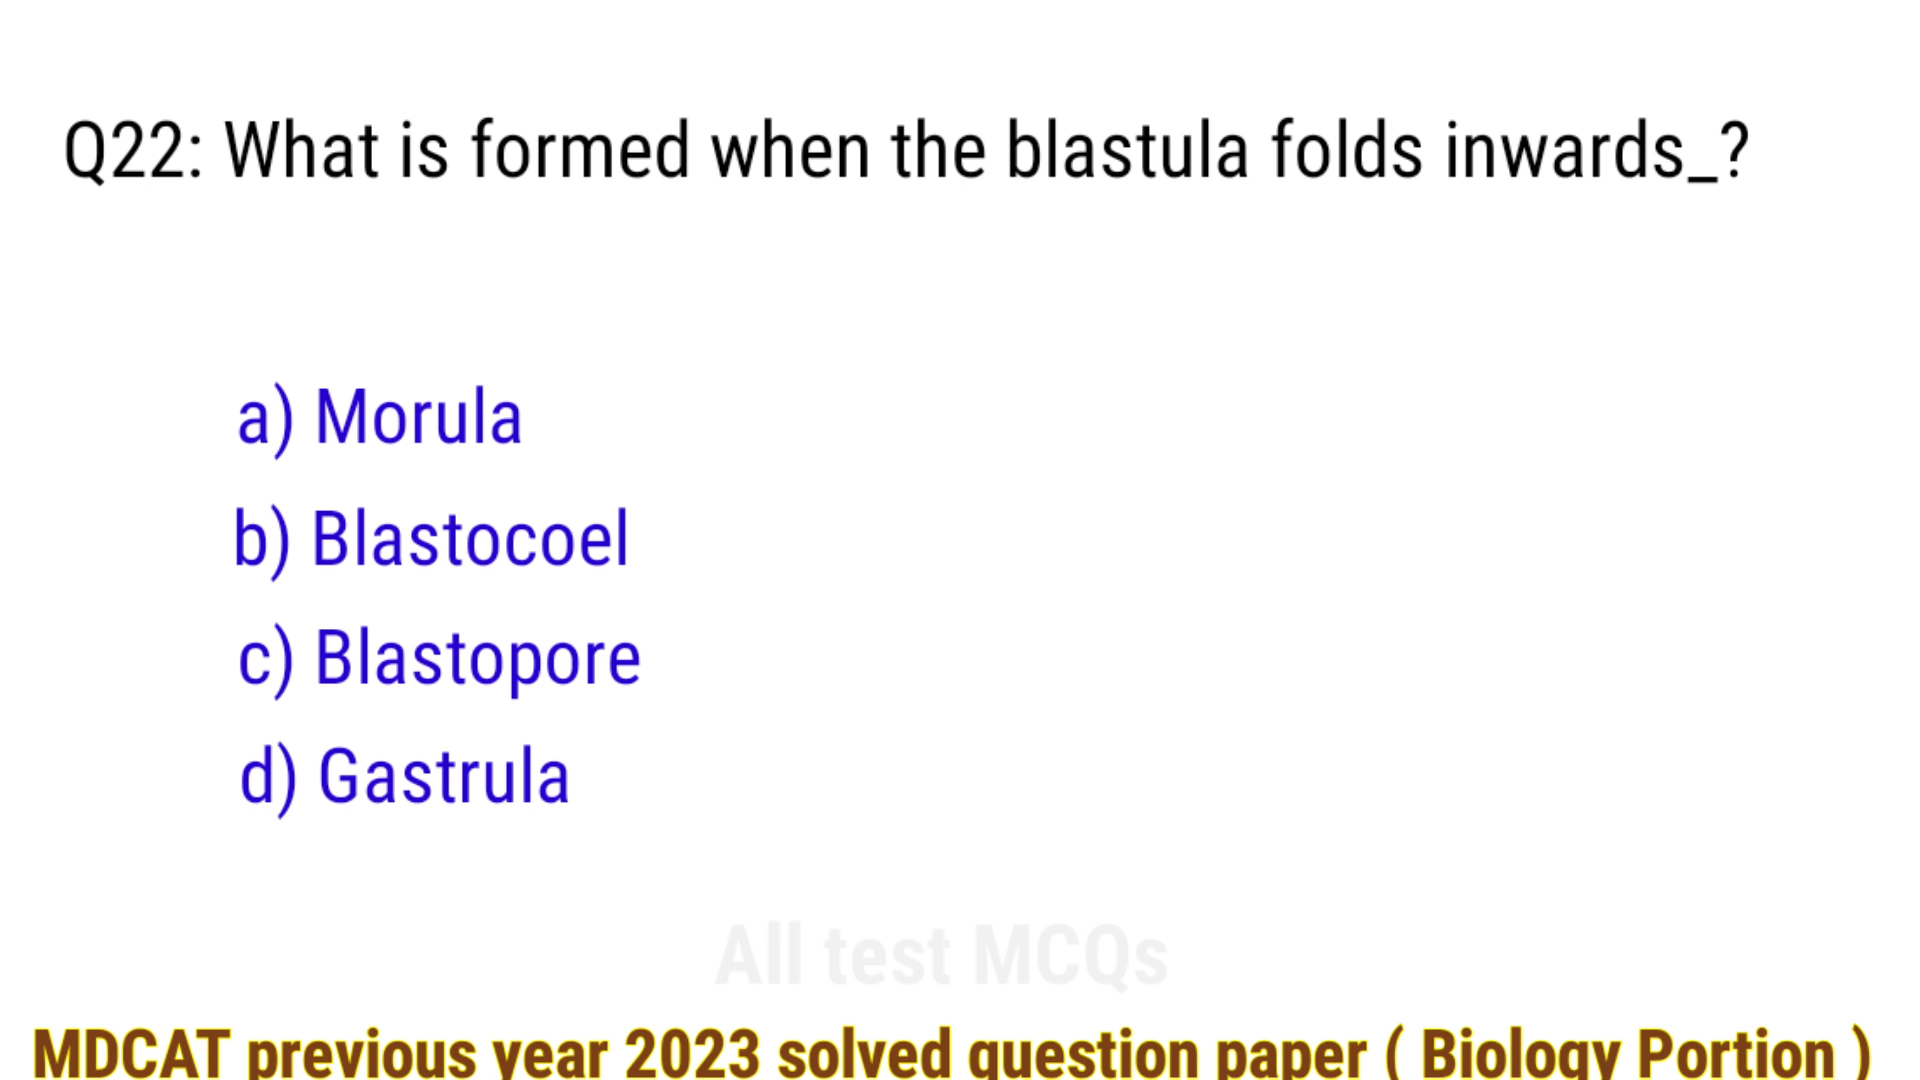 Q22: What is formed when the blastula folds inwards_?
a) Morula
b) Blastocoel
c) Blastopore
d) Gastrula
All test MCQs
MDCAT previous year 2023 solved question paper ( Biology Portion )